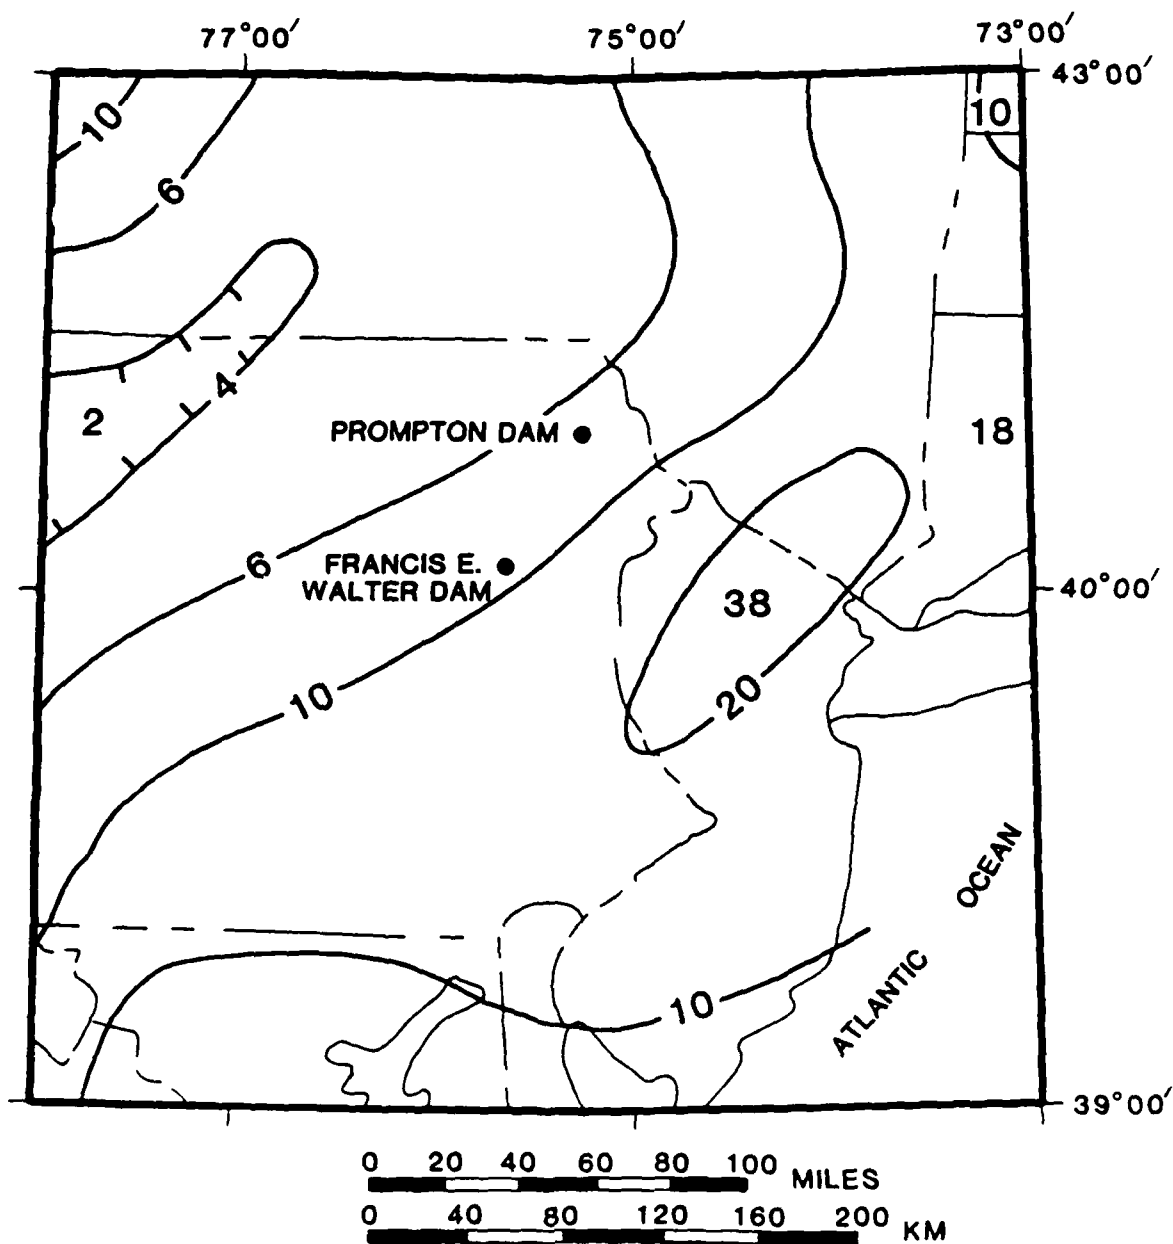 77°00′ 75°00′ 73°00′
43°00′
10
10
6
4
2
18
PROMPTON DAM
6
FRANCIS E.
WALTER DAM
40°00′
38
10
20
OCEAN
ATLANTIC
10
39°00′
0 20 40 60 80 100 MILES
0 40 80 120 160 200 KM